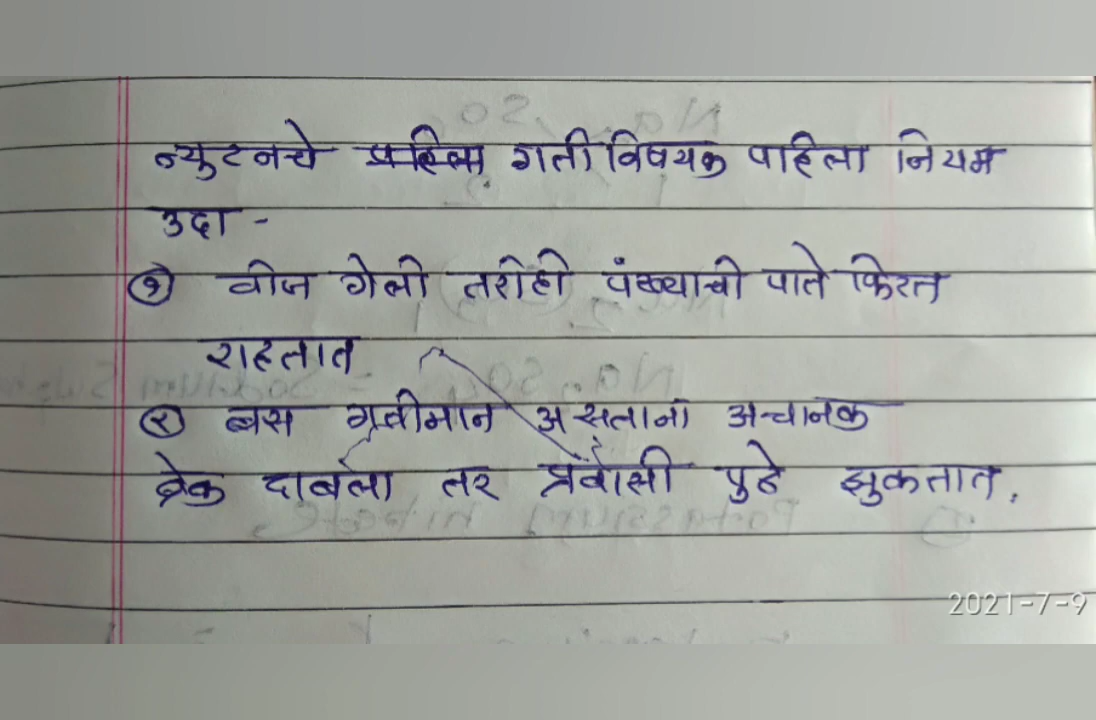 न्युटनचे पहिला गती विषयक पाहिला नियम
उदा -
१ वीज गेली तरीही पंख्याची पाते फिरत
राहतात
२ बस गतीमान असताना अचानक
ब्रेक दाबला तर प्रवासी पुढे झुकतात.
2021-7-9